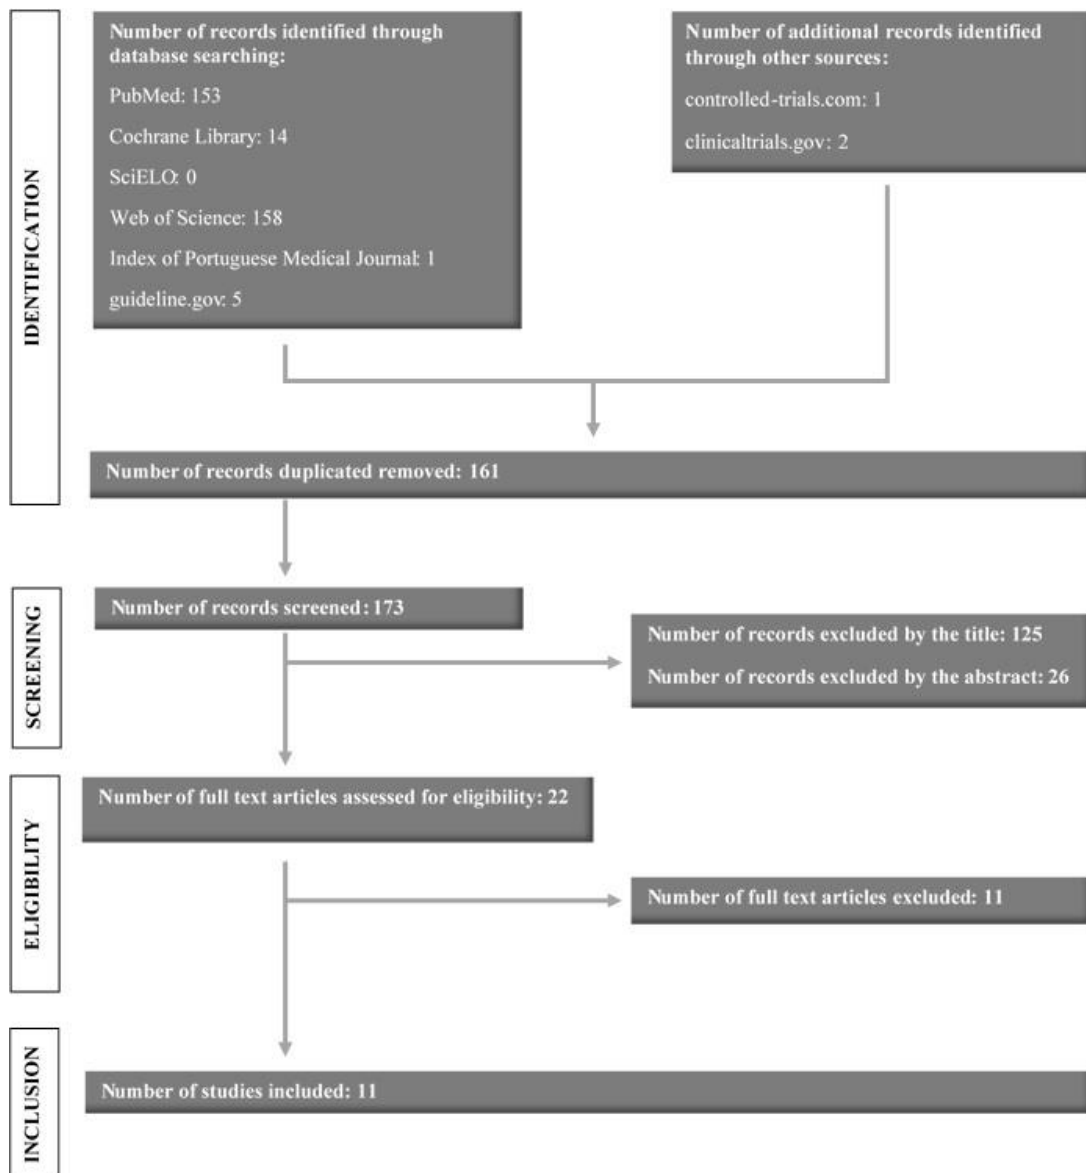 IDENTIFICATION
Number of records identified through
database searching:
PubMed: 153
Cochrane Library: 14
SciELO: 0
Web of Science: 158
Index of Portuguese Medical Journal: 1
guideline.gov: 5
Number of additional records identified
through other sources:
controlled-trials.com: 1
clinicaltrials.gov: 2
Number of records duplicated removed: 161
SCREENING
Number of records screened: 173
Number of records excluded by the title: 125
Number of records excluded by the abstract: 26
ELIGIBILITY
Number of full text articles assessed for eligibility: 22
Number of full text articles excluded: 11
INCLUSION
Number of studies included: 11